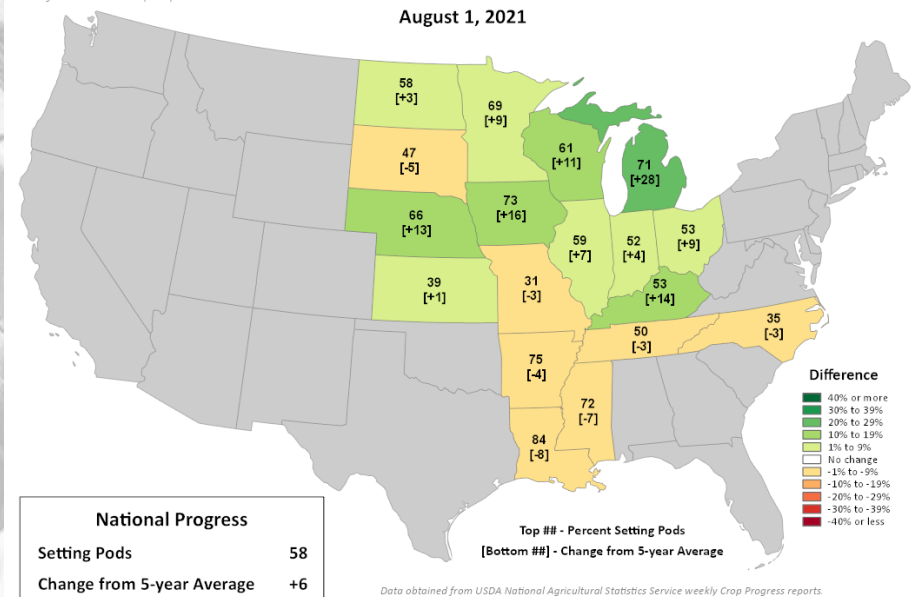 August 1, 2021
58
[+3]
69
[+9]
47
[-5]
61
[+11]
71
[+28]
66
[+13]
73
[+16]
59
[+7]
52
[+4]
53
[+9]
39
[+1]
31
[-3]
53
[+14]
50
[-3]
35
[-3]
75
[-4]
72
[-7]
84
[-8]
Difference
40% or more
30% to 39%
20% to 29%
10% to 19%
1% to 9%
No change
-1% to -9%
-10% to -19%
-20% to -29%
-30% to -39%
-40% or less
National Progress
Setting Pods 58
Change from 5-year Average +6
Top ## - Percent Setting Pods
[Bottom ##] - Change from 5-year Average
Data obtained from USDA National Agricultural Statistics Service weekly Crop Progress reports.